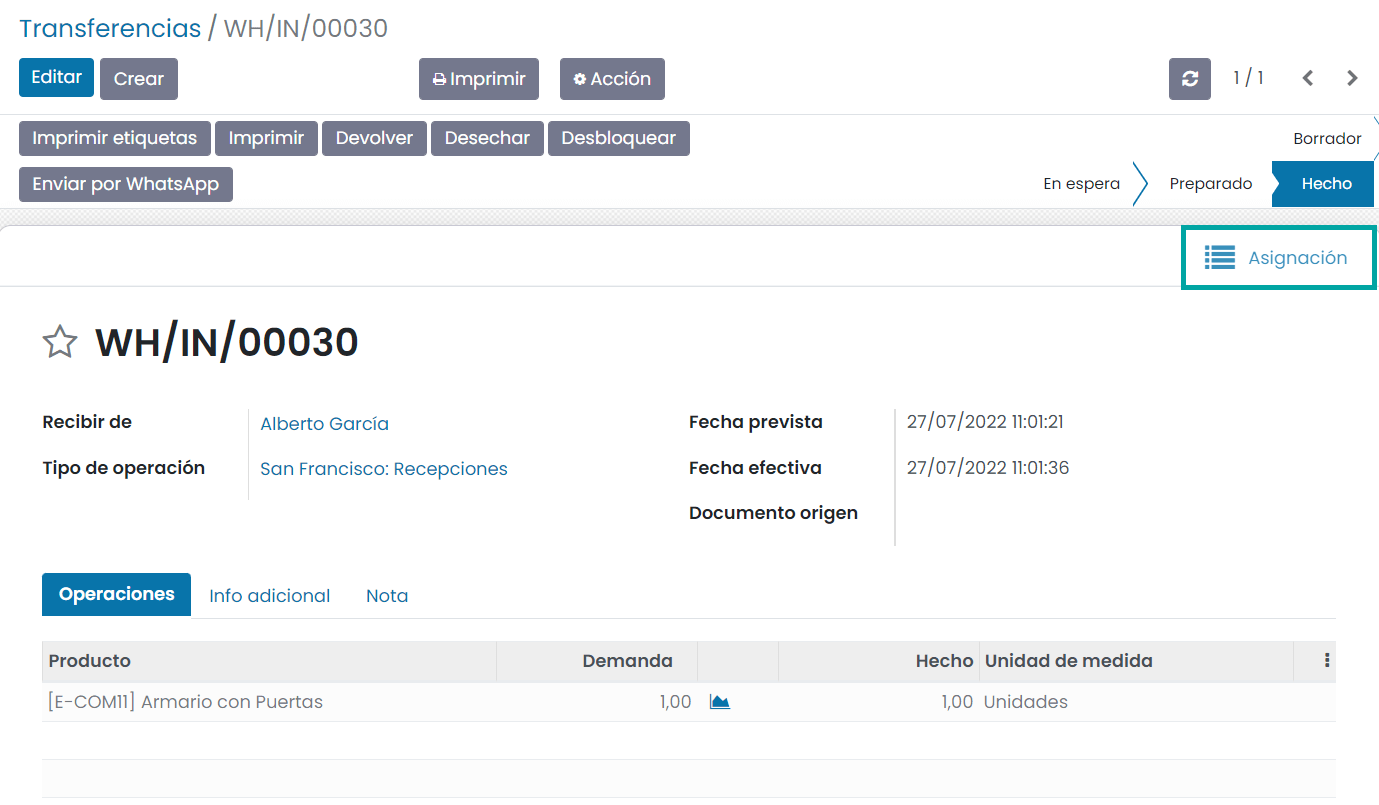 Transferencias / WH/IN/00030
Editar Crear Imprimir Acción 1 / 1
Imprimir etiquetas Imprimir Devolver Desechar Desbloquear Borrador
Enviar por WhatsApp En espera Preparado Hecho
Asignación
WH/IN/00030
Recibir de Alberto García Fecha prevista 27/07/2022 11:01:21
Tipo de operación San Francisco: Recepciones Fecha efectiva 27/07/2022 11:01:36
Documento origen
Operaciones Info adicional Nota
Producto Demanda Hecho Unidad de medida
[E-COM11] Armario con Puertas 1,00 1,00 Unidades